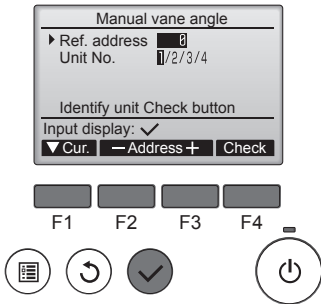 Manual vane angle
Ref. address 0
Unit No. 1/2/3/4
Identify unit Check button
Input display: ✓
▼Cur. －Address＋ Check
F1 F2 F3 F4